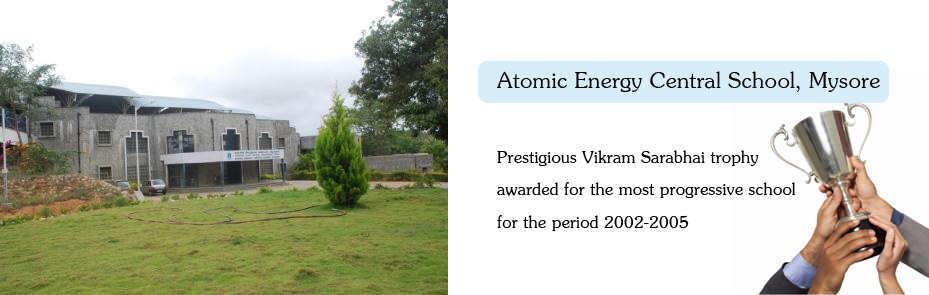 Atomic Energy Central School, Mysore
Prestigious Vikram Sarabhai trophy
awarded for the most progressive school
for the period 2002-2005